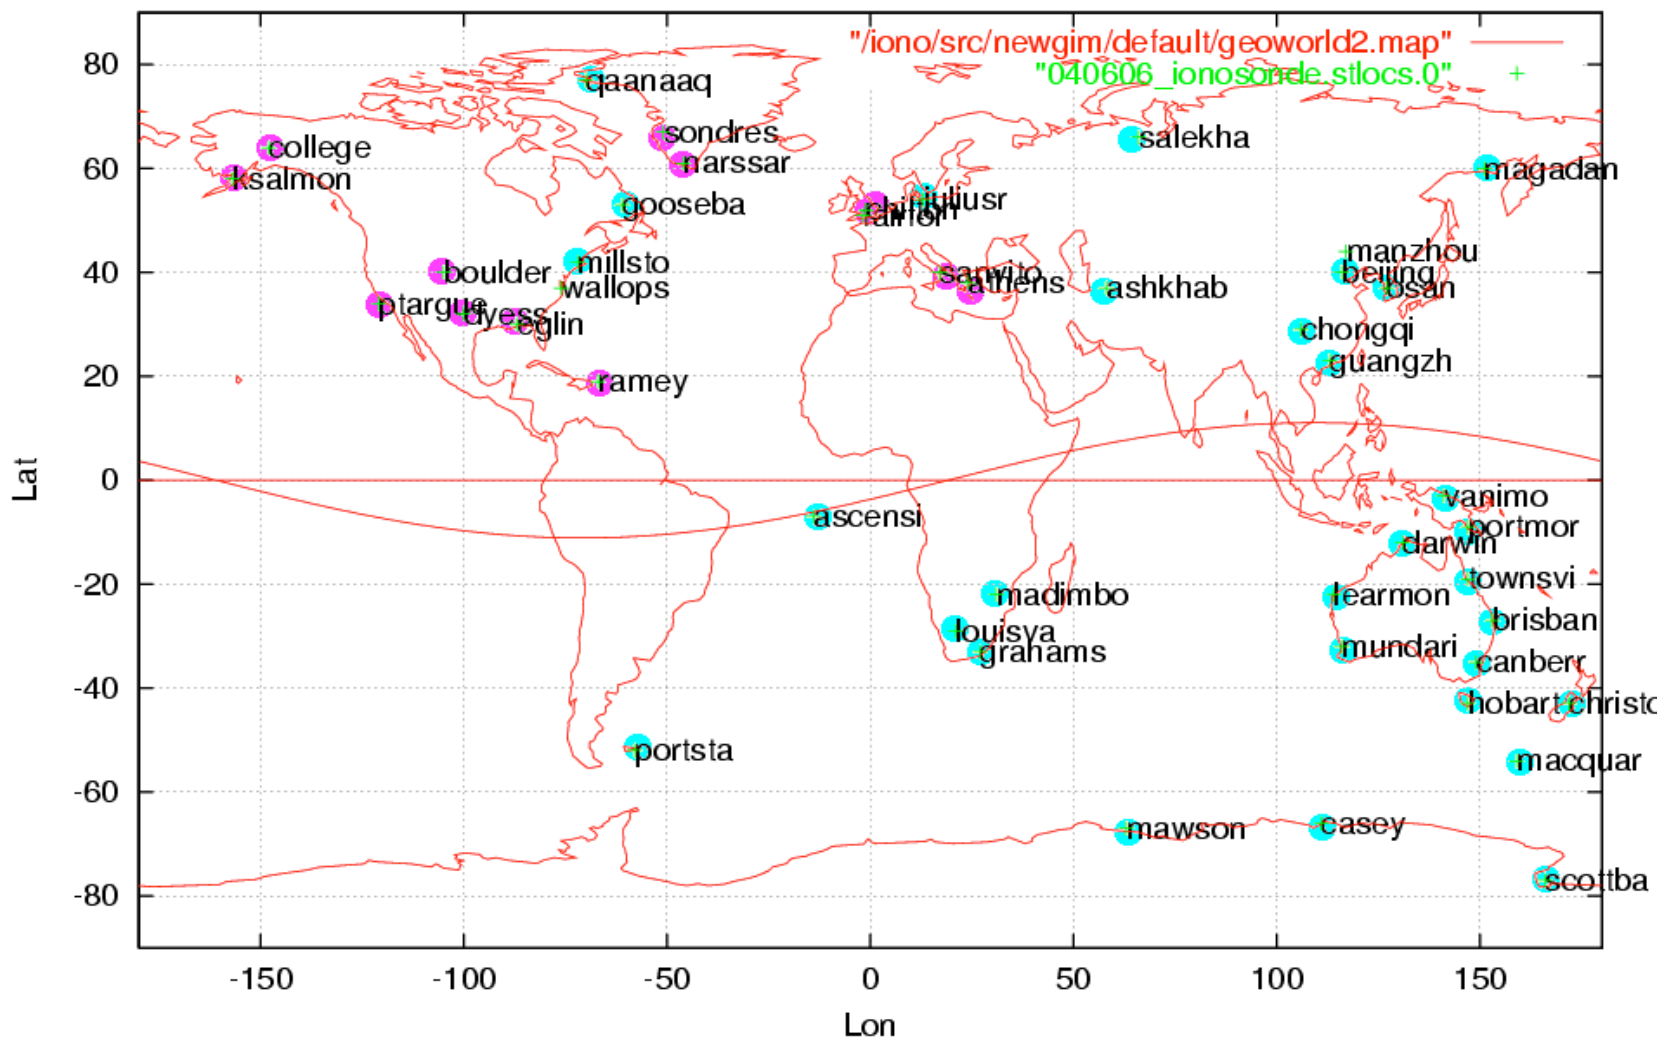 "/iono/src/newgim/default/geoworld2.map"
"040606_ionosonde.stlocs.0"
80
60
40
20
0
-20
-40
-60
-80
Lat
qaanaaq
sondres
salekha
college
narssar
ksalmon
magadan
gooseba
juliusr
chilton
fairfor
manzhou
boulder
millsto
sanvito
beijing
wallops
athens
ashkhab
osan
ptargue
dyess
eglin
chongqi
guangzh
ramey
vanimo
ascensi
portmor
darwin
townsvi
madimbo
learmon
louisva
brisban
grahams
mundari
canberr
hobart
christc
portsta
macquar
mawson
casey
scottba
-150
-100
-50
0
50
100
150
Lon